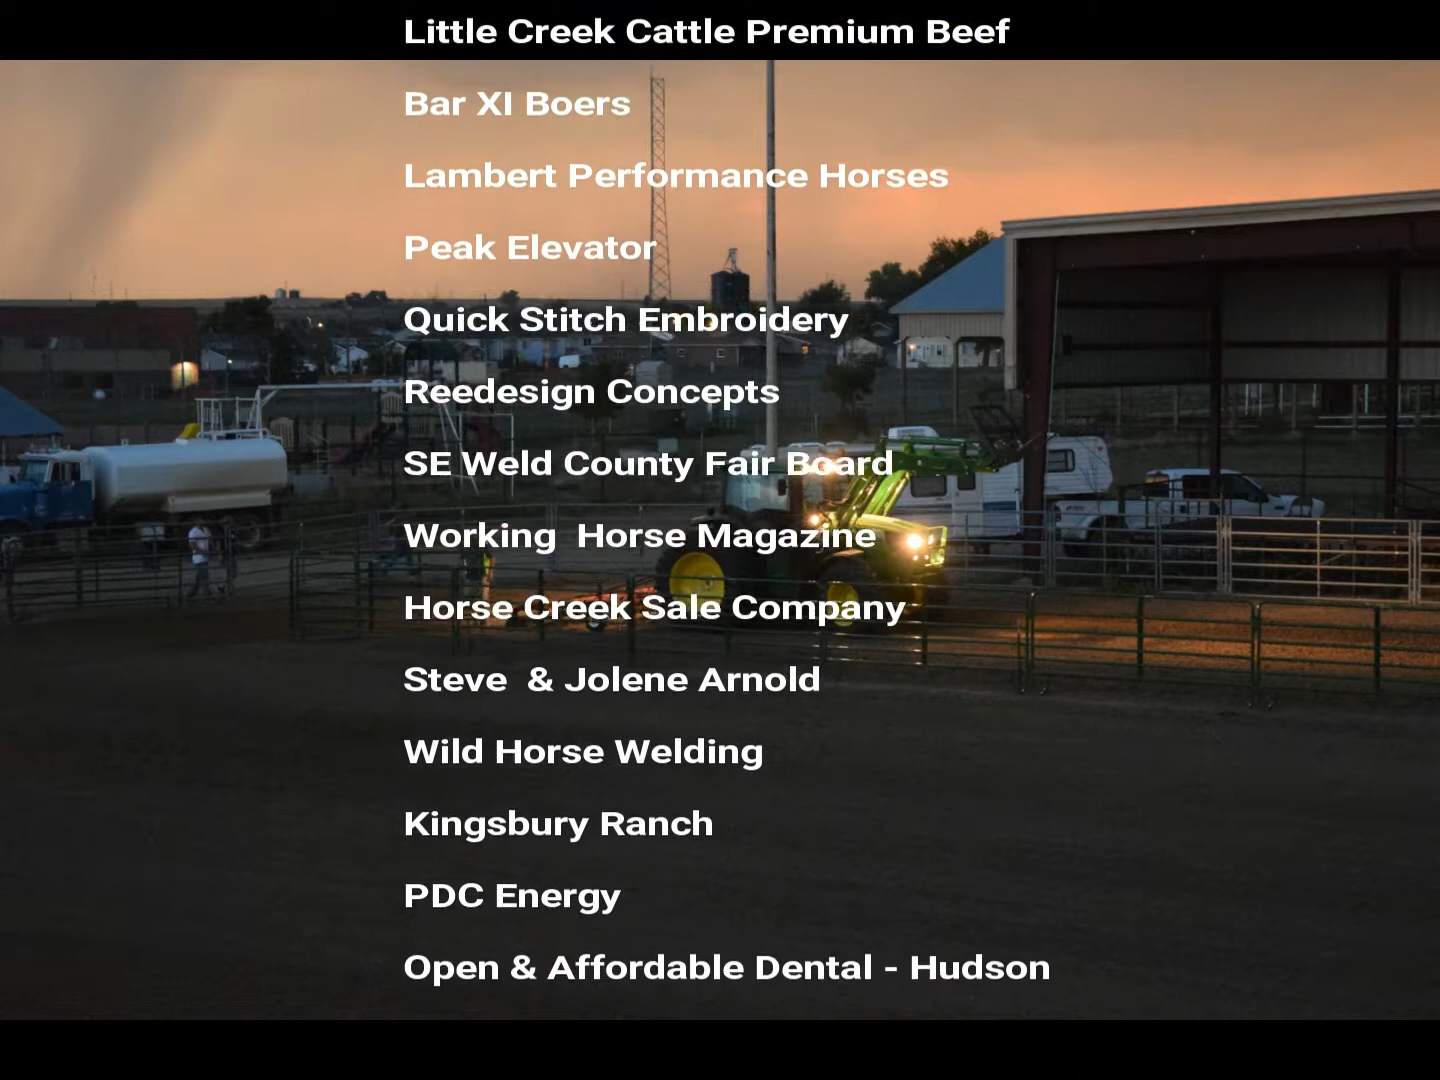 Little Creek Cattle Premium Beef
Bar XI Boers
Lambert Performance Horses
Peak Elevator
Quick Stitch Embroidery
Reedesign Concepts
SE Weld County Fair Board
Working  Horse Magazine
Horse Creek Sale Company
Steve  & Jolene Arnold
Wild Horse Welding
Kingsbury Ranch
PDC Energy
Open & Affordable Dental - Hudson